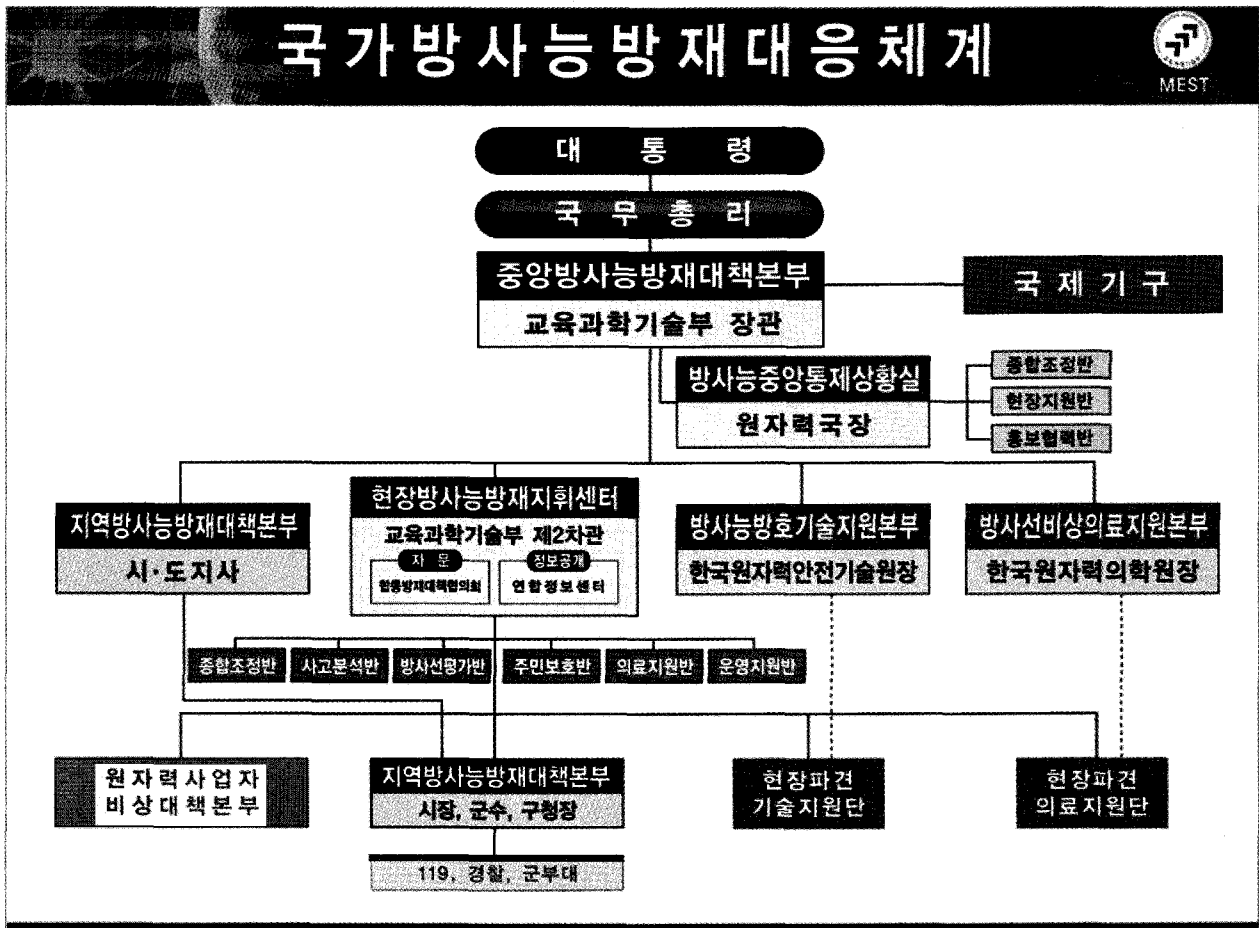 국가방사능방재대응체계
MEST
대통령
국무총리
중앙방사능방재대책본부
교육과학기술부 장관
국제기구
방사능중앙통제상황실
원자력국장
종합조정반
현장지원반
홍보협력반
지역방사능방재대책본부
시·도지사
현장방사능방재지휘센터
교육과학기술부 제2차관
자문
합동방재대책협의회
정보공개
연합정보센터
방사능방호기술지원본부
한국원자력안전기술원장
방사선비상의료지원본부
한국원자력의학원장
종합조정반
사고분석반
방사선평가반
주민보호반
의료지원반
운영지원반
원자력사업자
비상대책본부
지역방사능방재대책본부
시장, 군수, 구청장
119, 경찰, 군부대
현장파견
기술지원단
현장파견
의료지원단